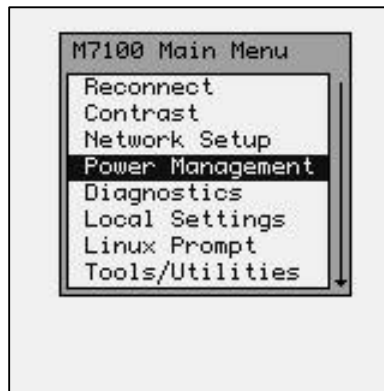 M7100 Main Menu
Reconnect
Contrast
Network Setup
Power Management
Diagnostics
Local Settings
Linux Prompt
Tools/Utilities